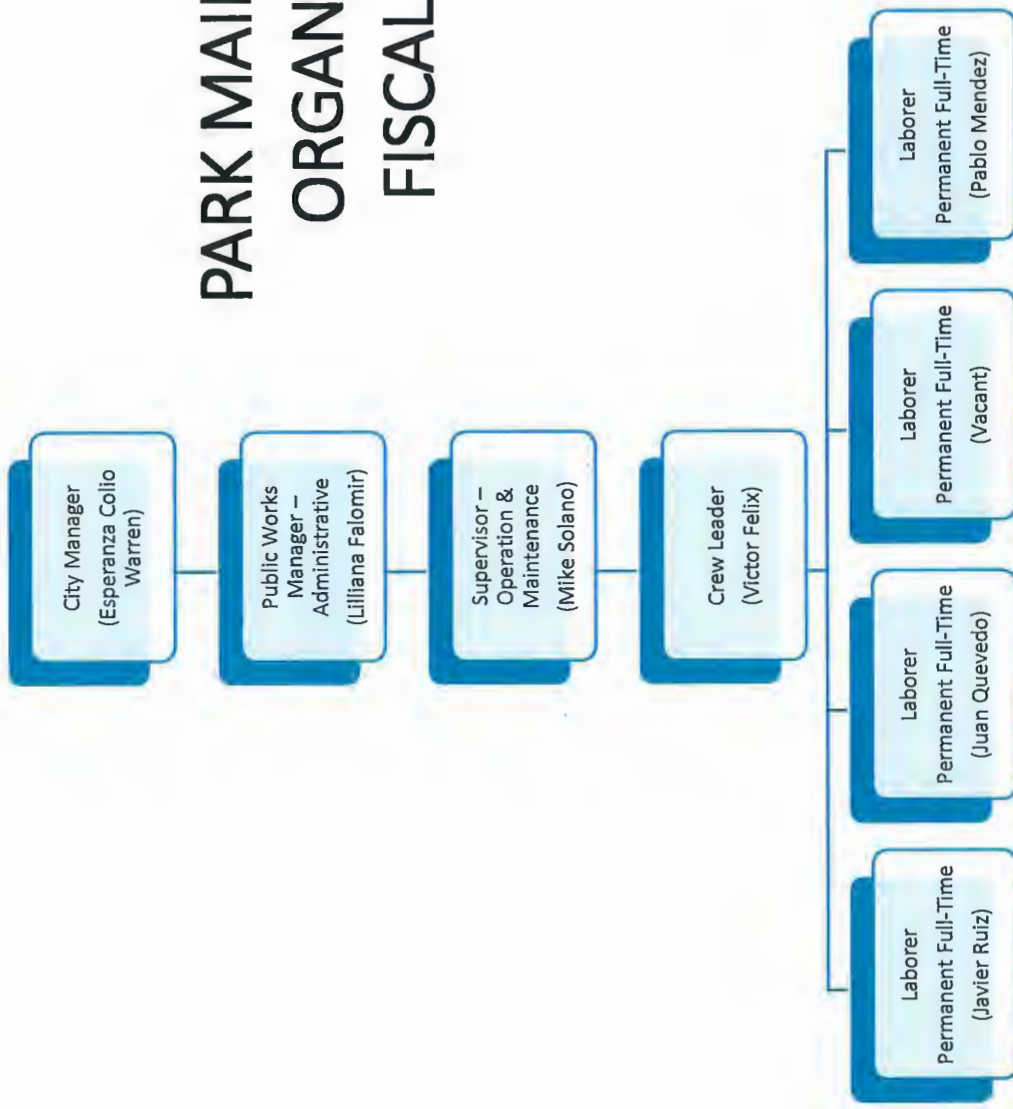 PARK MAI
ORGAN
FISCAL
City Manager
(Esperanza Colio
Warren)
Public Works
Manager –
Administrative
(Lilliana Falomir)
Supervisor –
Operation &
Maintenance
(Mike Solano)
Crew Leader
(Victor Felix)
Laborer
Permanent Full-Time
(Javier Ruiz)
Laborer
Permanent Full-Time
(Juan Quevedo)
Laborer
Permanent Full-Time
(Vacant)
Laborer
Permanent Full-Time
(Pablo Mendez)